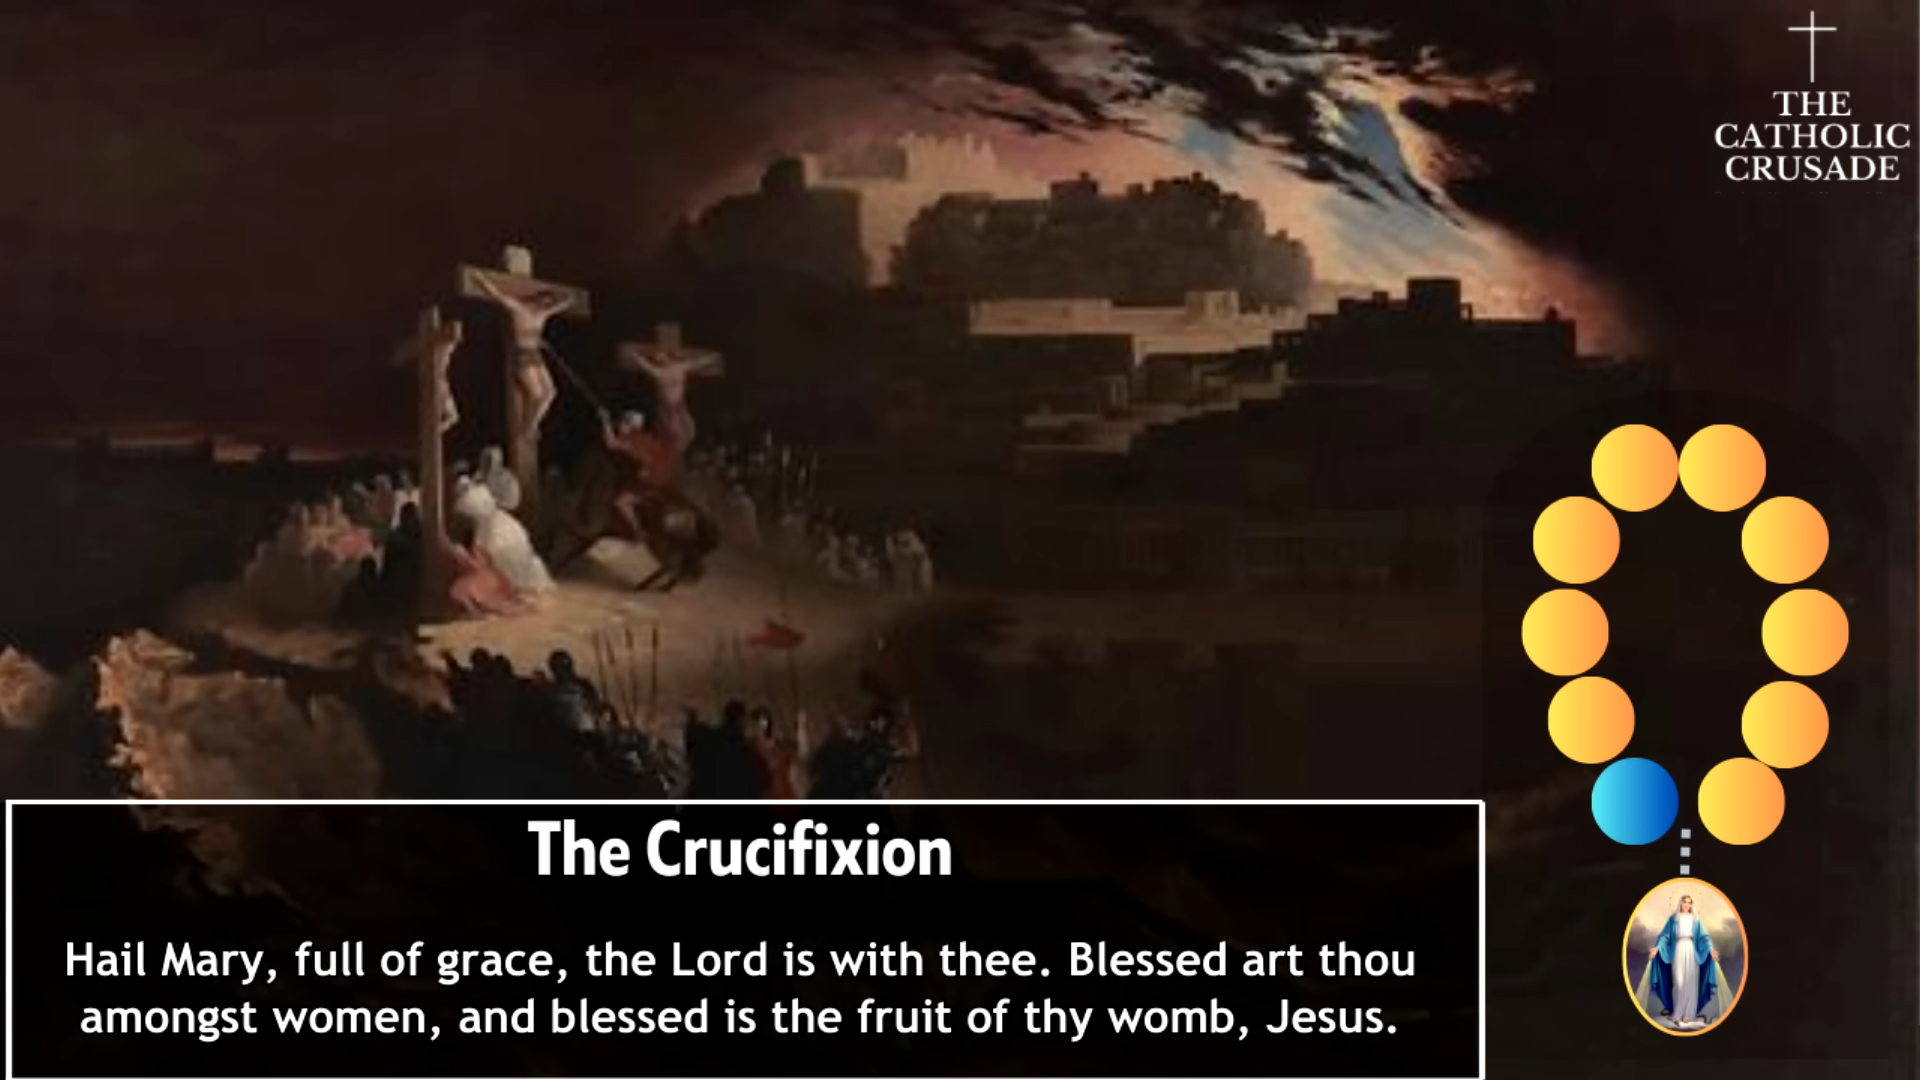 THE
CATHOLIC
CRUSADE
The Crucifixion
Hail Mary, full of grace, the Lord is with thee. Blessed art thou
amongst women, and blessed is the fruit of thy womb, Jesus.